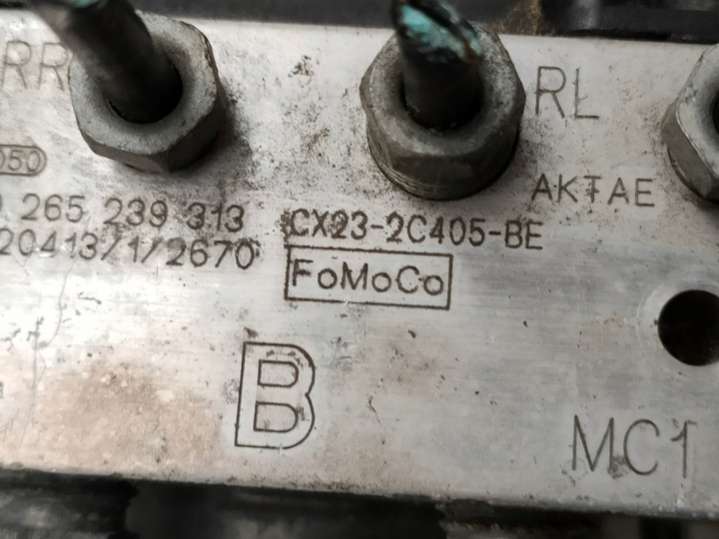 RR
RL
050
AKTAE
265 239 313 CX23-2C405-BE
20413/1/2670
FoMoCo
B
MC1